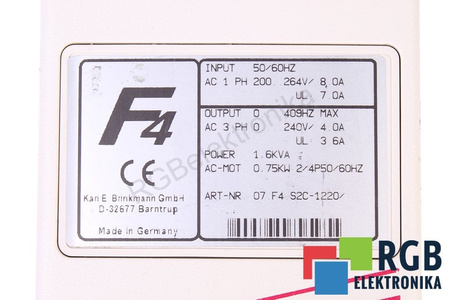 F4
CE
Karl E. Brinkmann GmbH
D-32677 Barntrup
Made in Germany
INPUT 50/60HZ
AC 1 PH 200. 264V/ 8,0A
UL 7 0A
OUTPUT 0 409HZ MAX
AC 3 PH 0 240V/ 4.0A
UL 3 6A
POWER 1.6KVA
AC-MOT 0.75KW 2/4P50/60HZ
ART-NR 07 F4 S2C-1220/
RGBelektronika
RGB
ELEKTRONIKA